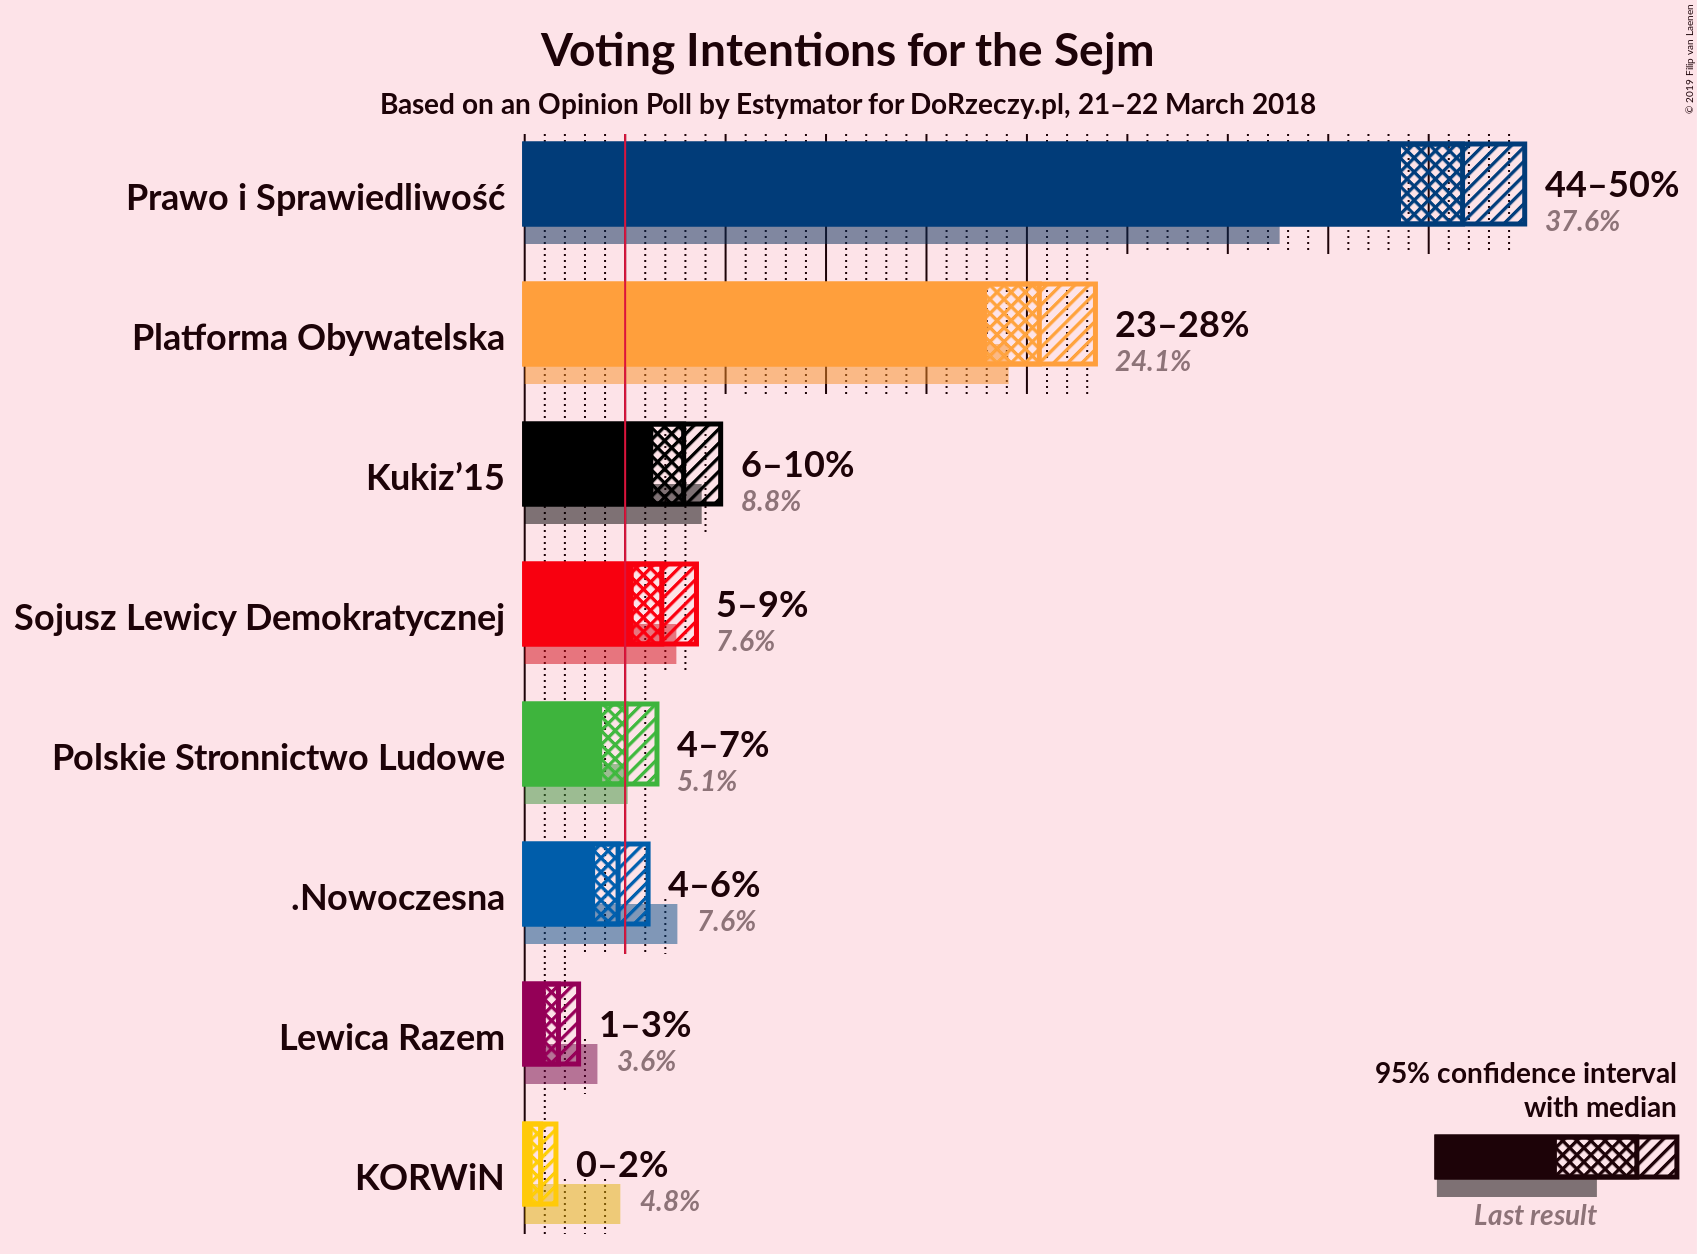 Voting Intentions for the Sejm
Based on an Opinion Poll by Estymator for DoRzeczy.pl, 21–22 March 2018
© 2019 Filip van Laenen
Prawo i Sprawiedliwość
44–50%
37.6%
Platforma Obywatelska
23–28%
24.1%
Kukiz’15
6–10%
8.8%
Sojusz Lewicy Demokratycznej
5–9%
7.6%
Polskie Stronnictwo Ludowe
4–7%
5.1%
.Nowoczesna
4–6%
7.6%
Lewica Razem
1–3%
3.6%
KORWiN
0–2%
4.8%
95% confidence interval
with median
Last result